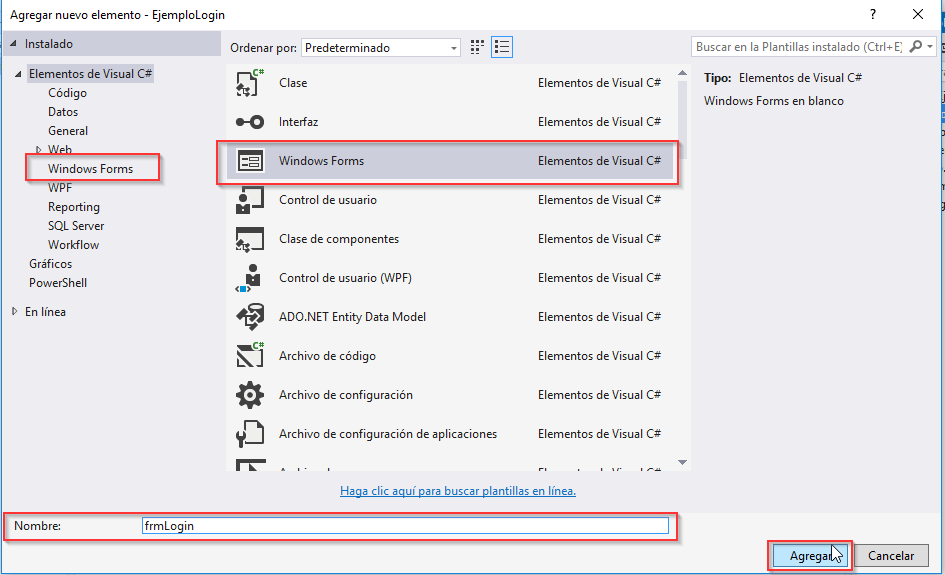 Agregar nuevo elemento - EjemploLogin
?
Instalado
Ordenar por: Predeterminado
Buscar en la Plantillas instalado (Ctrl+E)
Elementos de Visual C#
Código
Datos
General
Web
Windows Forms
WPF
Reporting
SQL Server
Workflow
Gráficos
PowerShell
En línea
Clase Elementos de Visual C#
Interfaz Elementos de Visual C#
Windows Forms Elementos de Visual C#
Control de usuario Elementos de Visual C#
Clase de componentes Elementos de Visual C#
Control de usuario (WPF) Elementos de Visual C#
ADO.NET Entity Data Model Elementos de Visual C#
Archivo de código Elementos de Visual C#
Archivo de configuración Elementos de Visual C#
Archivo de configuración de aplicaciones Elementos de Visual C#
Elementos de Visual C#
Tipo: Elementos de Visual C#
Windows Forms en blanco
Haga clic aquí para buscar plantillas en línea.
Nombre: frmLogin
Agregar Cancelar